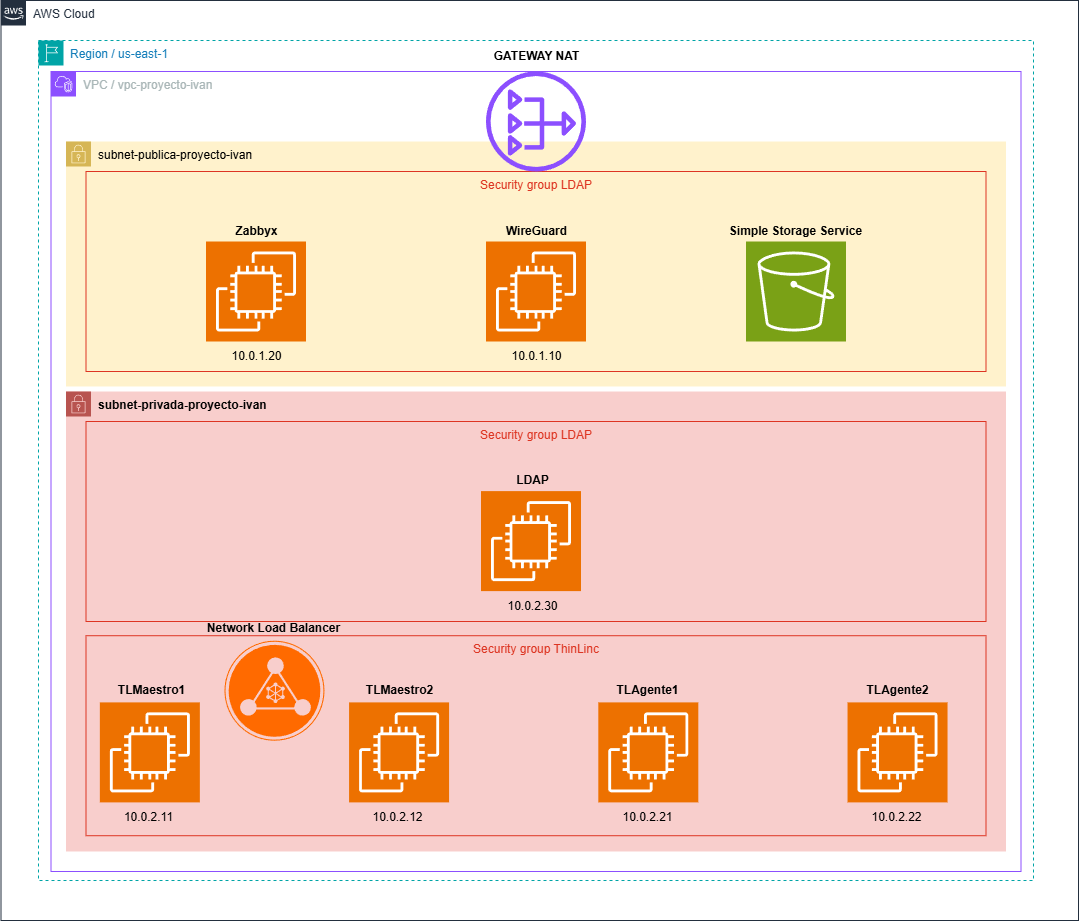 aws
AWS Cloud
Region / us-east-1
GATEWAY NAT
VPC / vpc-proyecto-ivan
subnet-publica-proyecto-ivan
Security group LDAP
Zabbyx
WireGuard
Simple Storage Service
10.0.1.20
10.0.1.10
subnet-privada-proyecto-ivan
Security group LDAP
LDAP
10.0.2.30
Network Load Balancer
Security group ThinLinc
TLMaestro1
TLMaestro2
TLAgente1
TLAgente2
10.0.2.11
10.0.2.12
10.0.2.21
10.0.2.22